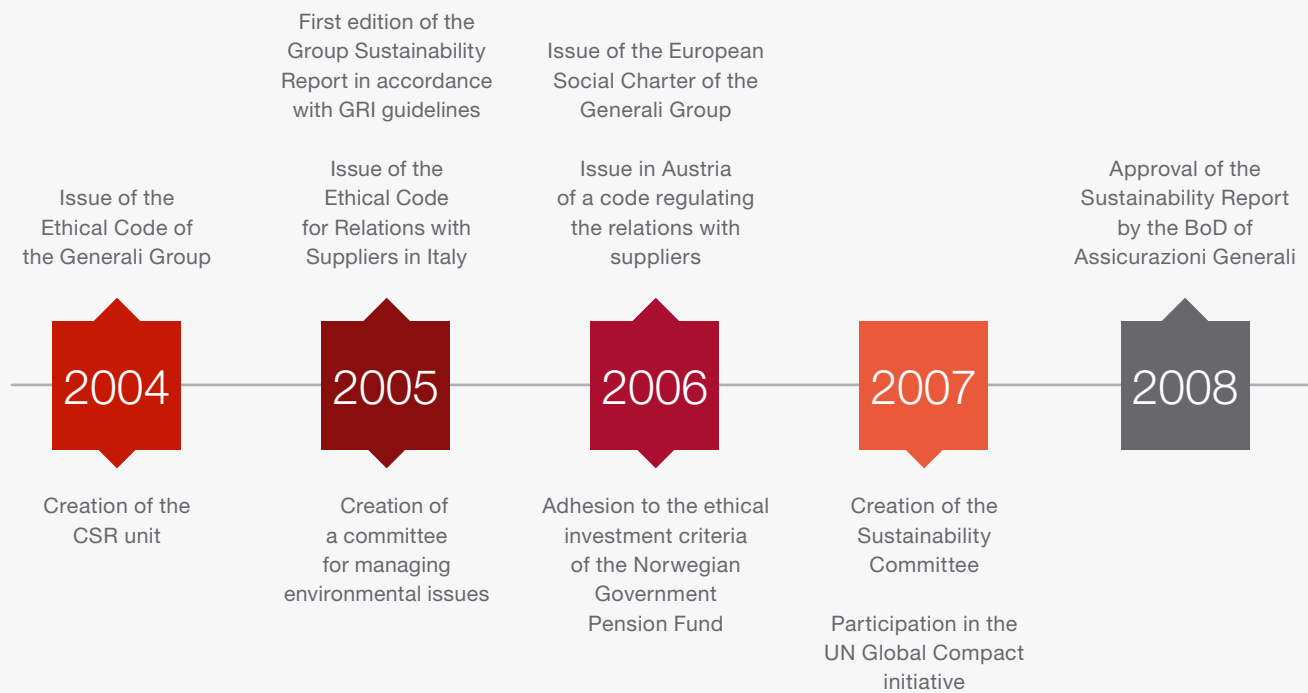 Issue of the
Ethical Code of
the Generali Group
2004
Creation of the
CSR unit
First edition of the
Group Sustainability
Report in accordance
with GRI guidelines
Issue of the
Ethical Code
for Relations with
Suppliers in Italy
2005
Creation of
a committee
for managing
environmental issues
Issue of the European
Social Charter of the
Generali Group
Issue in Austria
of a code regulating
the relations with
suppliers
2006
Adhesion to the ethical
investment criteria
of the Norwegian
Government
Pension Fund
2007
Creation of the
Sustainability
Committee
Participation in the
UN Global Compact
initiative
Approval of the
Sustainability Report
by the BoD of
Assicurazioni Generali
2008